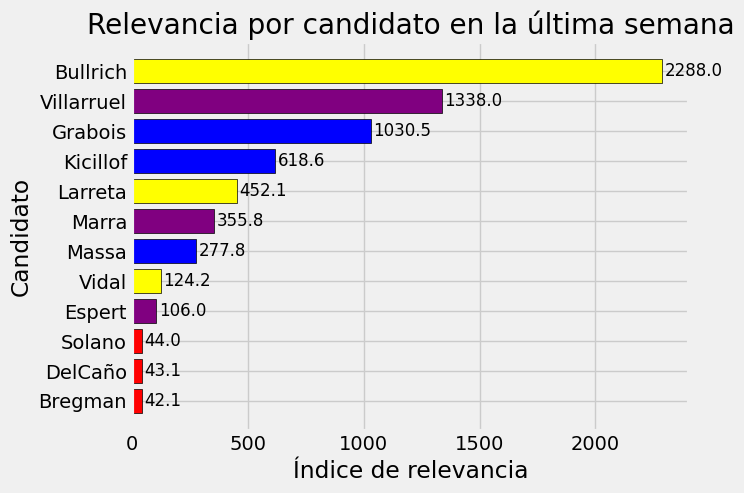 Relevancia por candidato en la última semana
Candidato
Bullrich 2288.0
Villarruel 1338.0
Grabois 1030.5
Kicillof 618.6
Larreta 452.1
Marra 355.8
Massa 277.8
Vidal 124.2
Espert 106.0
Solano 44.0
DelCaño 43.1
Bregman 42.1
0 500 1000 1500 2000
Índice de relevancia